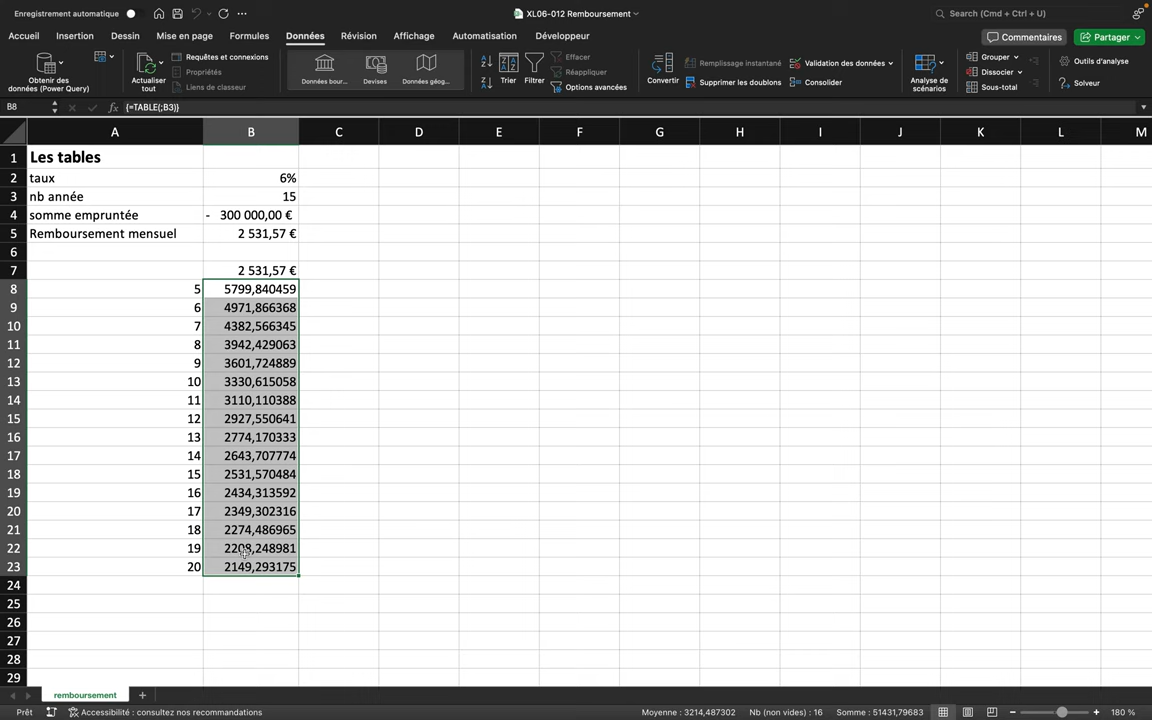 Enregistrement automatique
XL06-012 Remboursement
Search (Cmd + Ctrl + U)
Accueil Insertion Dessin Mise en page Formules Données Révision Affichage Automatisation Développeur
Commentaires
Partager
Obtenir des données (Power Query)
Actualiser tout
Requêtes et connexions
Propriétés
Liens de classeur
Données bour...
Devises
Données géog...
Trier
Filtrer
Effacer
Réappliquer
Options avancées
Convertir
Remplissage instantané
Supprimer les doublons
Validation des données
Consolider
Analyse de scénarios
Grouper
Dissocier
Sous-total
Outils d'analyse
Solveur
B8 fx {=TABLE(;B3)}
A B C D E F G H I J K L M
1 Les tables
2 taux 6%
3 nb année 15
4 somme empruntée - 300 000,00 €
5 Remboursement mensuel 2 531,57 €
6
7 2 531,57 €
8 5 5799,840459
9 6 4971,866368
10 7 4382,566345
11 8 3942,429063
12 9 3601,724889
13 10 3330,615058
14 11 3110,110388
15 12 2927,550641
16 13 2774,170333
17 14 2643,707774
18 15 2531,570484
19 16 2434,313592
20 17 2349,302316
21 18 2274,486965
22 19 2208,248981
23 20 2149,293175
24
25
26
27
28
29
remboursement
Prêt Accessibilité : consultez nos recommandations Moyenne : 3214,487302 Nb (non vides) : 16 Somme : 51431,79683 180 %